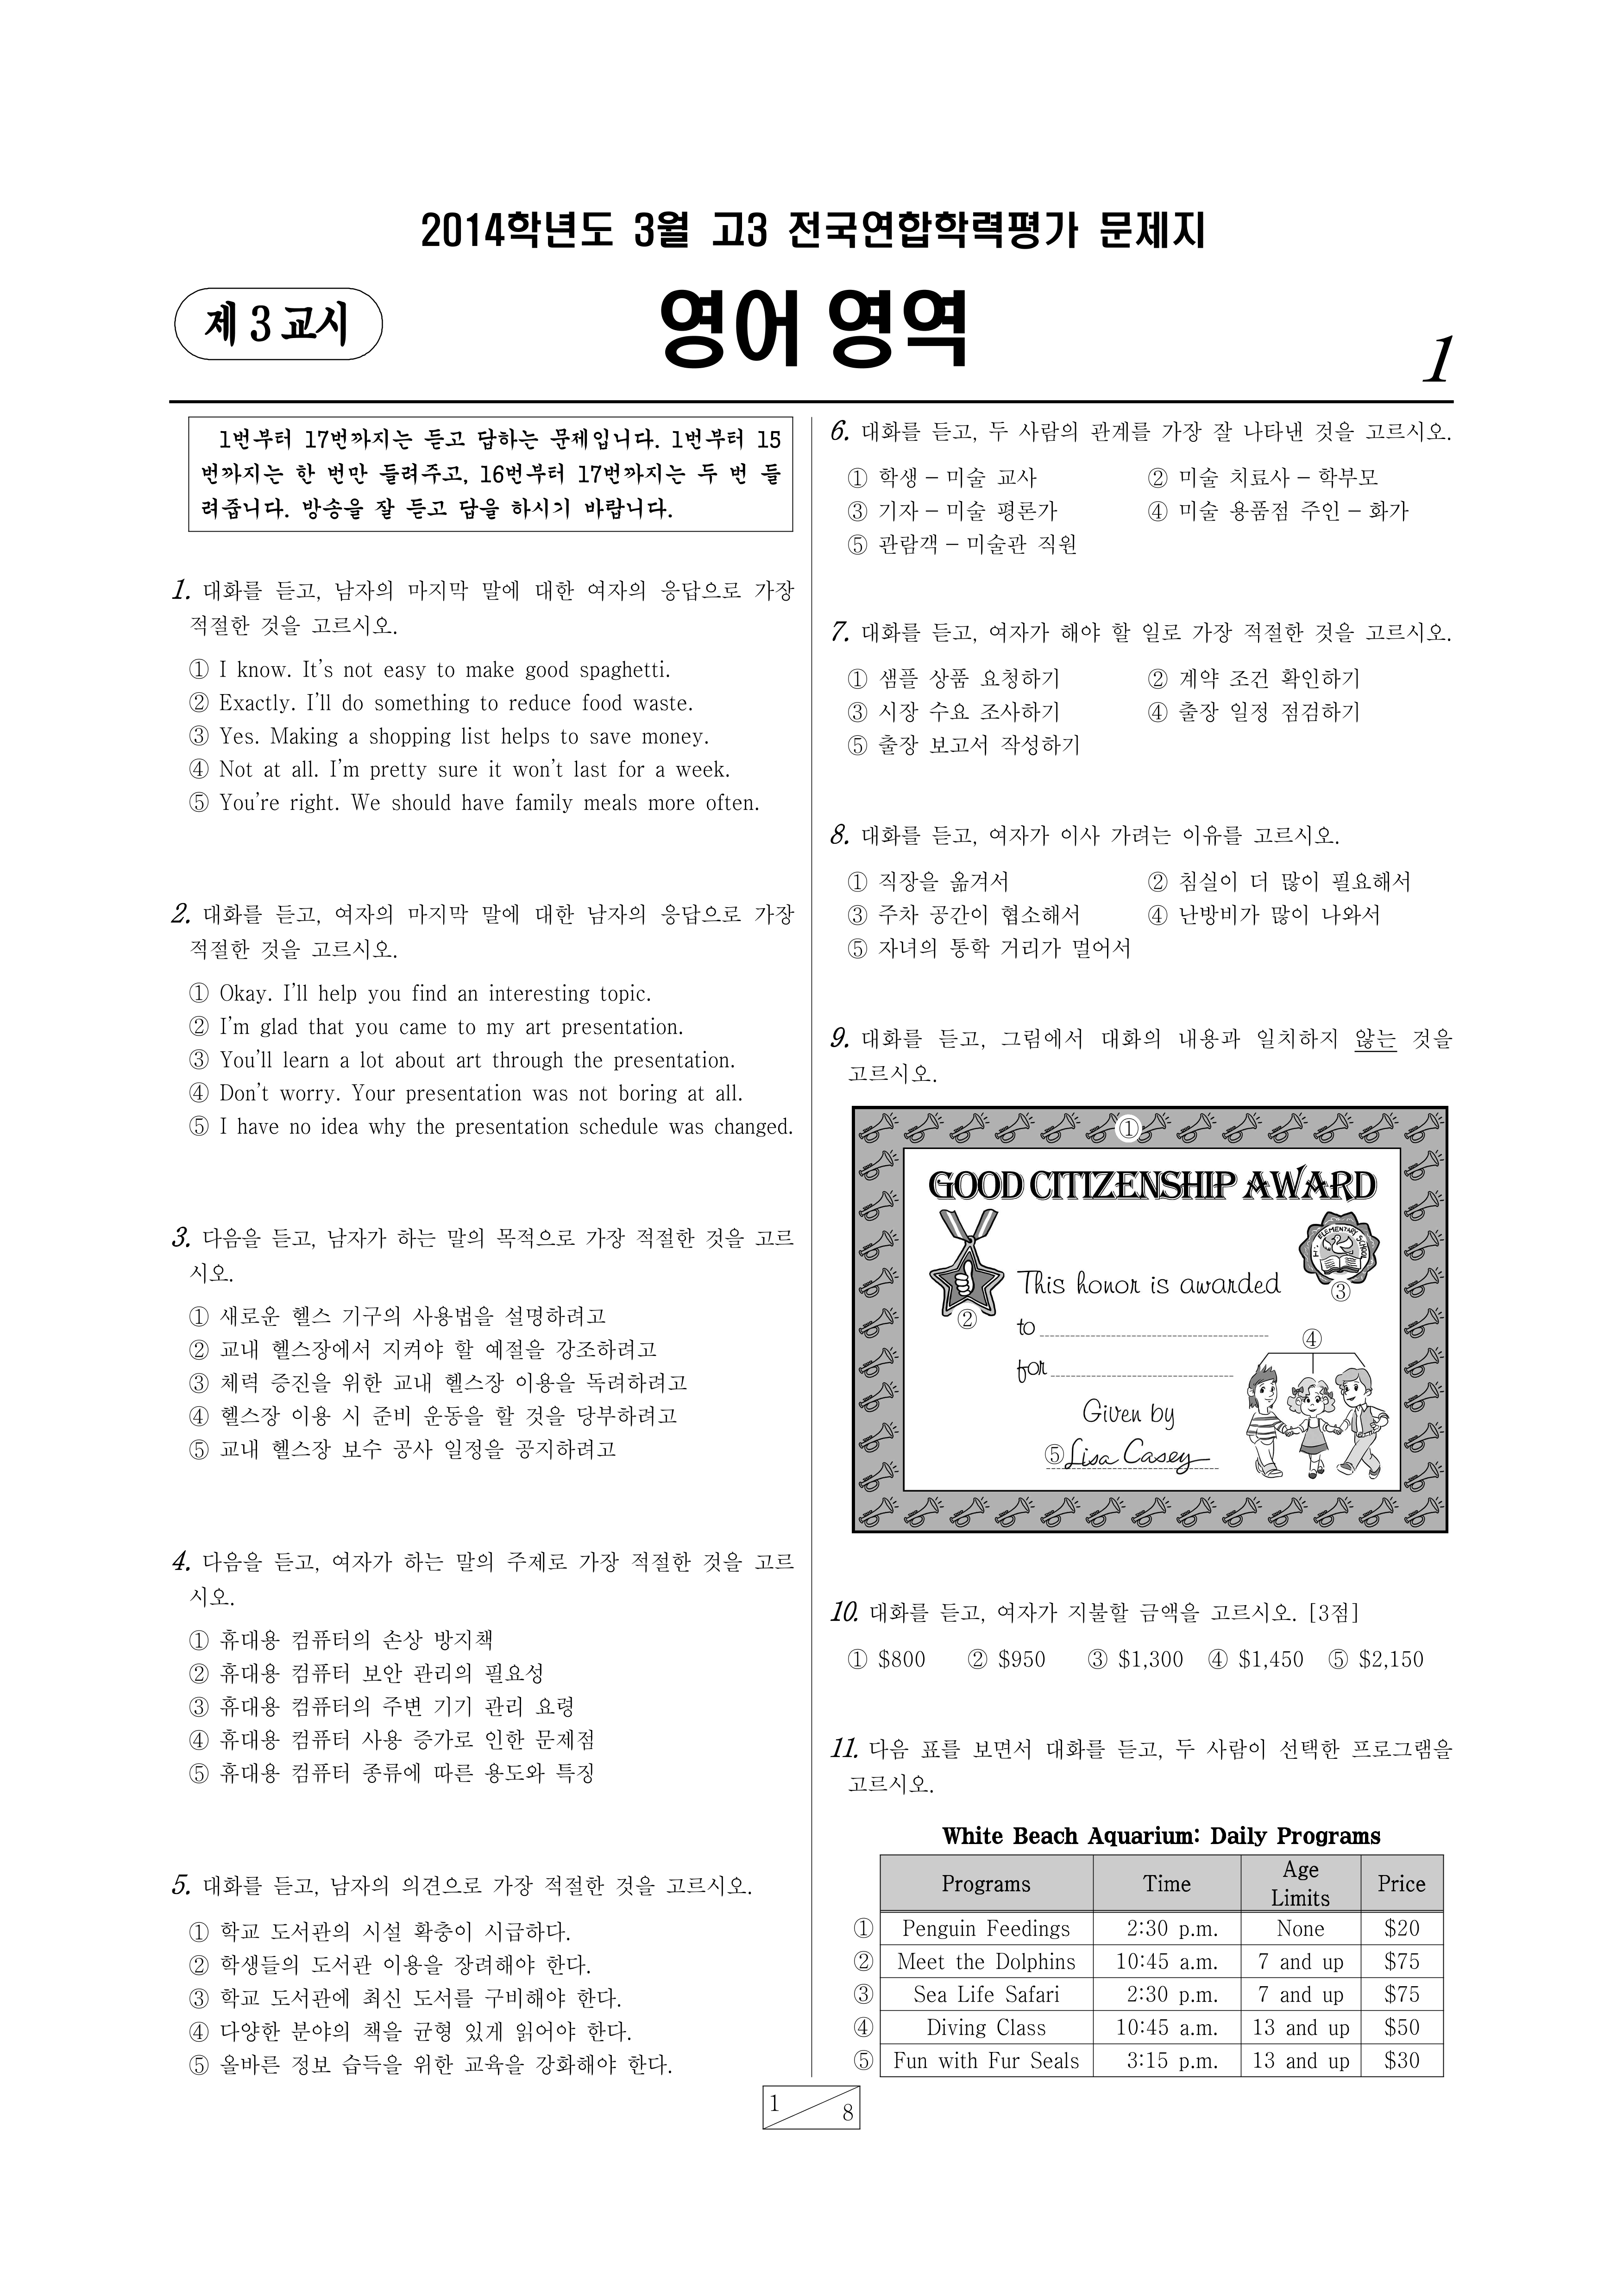 2014학년도 3월 고3 전국연합학력평가 문제지
제 3 교시
영어 영역
1
1번부터 17번까지는 듣고 답하는 문제입니다. 1번부터 15
번까지는 한 번만 들려주고, 16번부터 17번까지는 두 번 들
려줍니다. 방송을 잘 듣고 답을 하시기 바랍니다.
1. 대화를 듣고, 남자의 마지막 말에 대한 여자의 응답으로 가장
적절한 것을 고르시오.
① I know. It's not easy to make good spaghetti.
② Exactly. I'll do something to reduce food waste.
③ Yes. Making a shopping list helps to save money.
④ Not at all. I'm pretty sure it won't last for a week.
⑤ You're right. We should have family meals more often.
2. 대화를 듣고, 여자의 마지막 말에 대한 남자의 응답으로 가장
적절한 것을 고르시오.
① Okay. I'll help you find an interesting topic.
② I'm glad that you came to my art presentation.
③ You'll learn a lot about art through the presentation.
④ Don't worry. Your presentation was not boring at all.
⑤ I have no idea why the presentation schedule was changed.
3. 다음을 듣고, 남자가 하는 말의 목적으로 가장 적절한 것을 고르
시오.
① 새로운 헬스 기구의 사용법을 설명하려고
② 교내 헬스장에서 지켜야 할 예절을 강조하려고
③ 체력 증진을 위한 교내 헬스장 이용을 독려하려고
④ 헬스장 이용 시 준비 운동을 할 것을 당부하려고
⑤ 교내 헬스장 보수 공사 일정을 공지하려고
4. 다음을 듣고, 여자가 하는 말의 주제로 가장 적절한 것을 고르
시오.
① 휴대용 컴퓨터의 손상 방지책
② 휴대용 컴퓨터 보안 관리의 필요성
③ 휴대용 컴퓨터의 주변 기기 관리 요령
④ 휴대용 컴퓨터 사용 증가로 인한 문제점
⑤ 휴대용 컴퓨터 종류에 따른 용도와 특징
5. 대화를 듣고, 남자의 의견으로 가장 적절한 것을 고르시오.
① 학교 도서관의 시설 확충이 시급하다.
② 학생들의 도서관 이용을 장려해야 한다.
③ 학교 도서관에 최신 도서를 구비해야 한다.
④ 다양한 분야의 책을 균형 있게 읽어야 한다.
⑤ 올바른 정보 습득을 위한 교육을 강화해야 한다.
6. 대화를 듣고, 두 사람의 관계를 가장 잘 나타낸 것을 고르시오.
① 학생 – 미술 교사 ② 미술 치료사 – 학부모
③ 기자 – 미술 평론가 ④ 미술 용품점 주인 – 화가
⑤ 관람객 – 미술관 직원
7. 대화를 듣고, 여자가 해야 할 일로 가장 적절한 것을 고르시오.
① 샘플 상품 요청하기 ② 계약 조건 확인하기
③ 시장 수요 조사하기 ④ 출장 일정 점검하기
⑤ 출장 보고서 작성하기
8. 대화를 듣고, 여자가 이사 가려는 이유를 고르시오.
① 직장을 옮겨서 ② 침실이 더 많이 필요해서
③ 주차 공간이 협소해서 ④ 난방비가 많이 나와서
⑤ 자녀의 통학 거리가 멀어서
9. 대화를 듣고, 그림에서 대화의 내용과 일치하지 않는 것을
고르시오.
①
GOOD CITIZENSHIP AWARD
ELEMENTARY SCHOOL
②
③
This honor is awarded
to
④
for
Given by
⑤ Lisa Casey
10. 대화를 듣고, 여자가 지불할 금액을 고르시오. [3점]
① $800 ② $950 ③ $1,300 ④ $1,450 ⑤ $2,150
11. 다음 표를 보면서 대화를 듣고, 두 사람이 선택한 프로그램을
고르시오.
White Beach Aquarium: Daily Programs
Programs Time Age Limits Price
① Penguin Feedings 2:30 p.m. None $20
② Meet the Dolphins 10:45 a.m. 7 and up $75
③ Sea Life Safari 2:30 p.m. 7 and up $75
④ Diving Class 10:45 a.m. 13 and up $50
⑤ Fun with Fur Seals 3:15 p.m. 13 and up $30
1 8